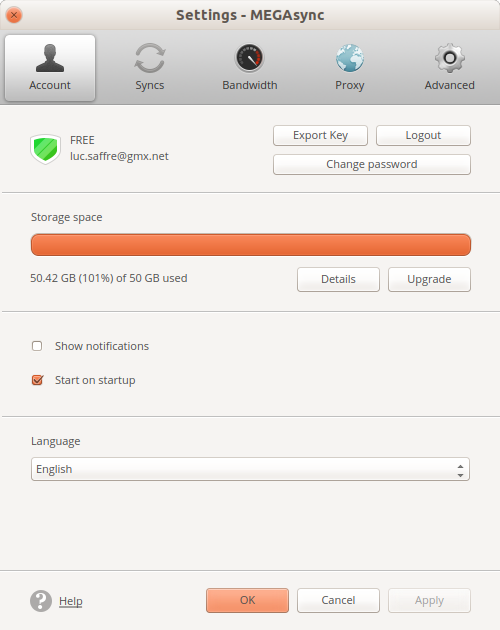 Settings - MEGAsync
Account Syncs Bandwidth Proxy Advanced
FREE
luc.saffre@gmx.net
Export Key Logout
Change password
Storage space
50.42 GB (101%) of 50 GB used
Details Upgrade
Show notifications
Start on startup
Language
English
? Help OK Cancel Apply